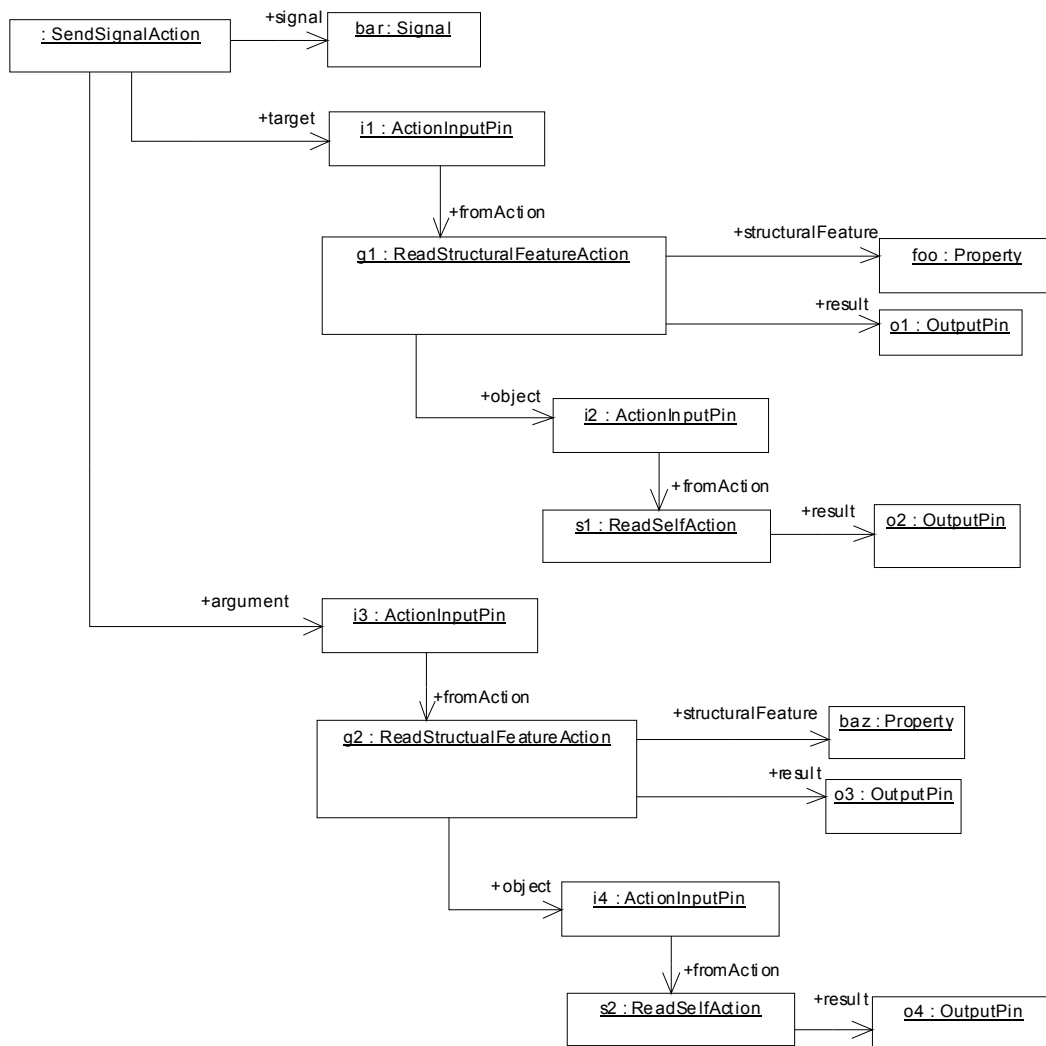 +signal
: SendSignalAction
bar : Signal
+target
i1 : ActionInputPin
+fromAction
+structuralFeature
g1 : ReadStructuralFeatureAction
foo : Property
+result
o1 : OutputPin
+object
i2 : ActionInputPin
+fromAction
+result
s1 : ReadSelfAction
o2 : OutputPin
+argument
i3 : ActionInputPin
+fromAction
+structuralFeature
baz : Property
g2 : ReadStructualFeatureAction
+result
o3 : OutputPin
+object
i4 : ActionInputPin
+fromAction
+result
s2 : ReadSelfAction
o4 : OutputPin